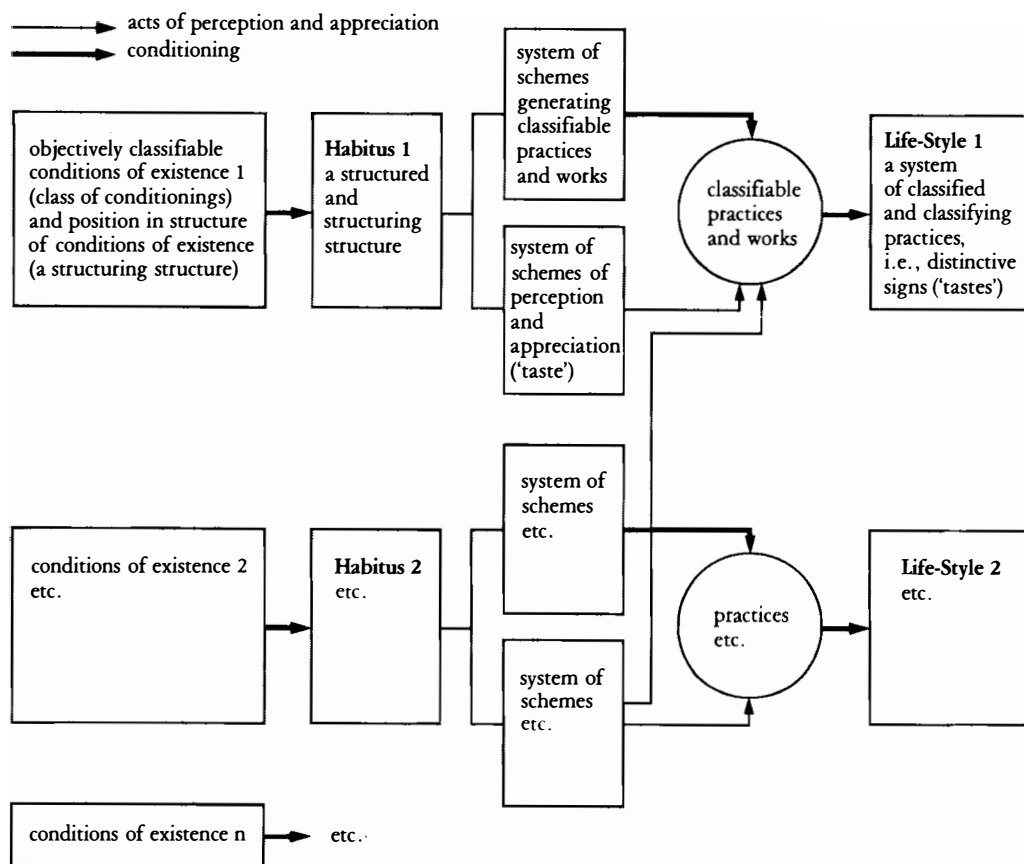 acts of perception and appreciation
conditioning
objectively classifiable
conditions of existence 1
(class of conditionings)
and position in structure
of conditions of existence
(a structuring structure)
Habitus 1
a structured
and
structuring
structure
system of
schemes
generating
classifiable
practices
and works
system of
schemes of
perception
and
appreciation
(‘taste’)
classifiable
practices
and works
Life-Style 1
a system
of classified
and classifying
practices,
i.e., distinctive
signs (‘tastes’)
conditions of existence 2
etc.
Habitus 2
etc.
system of
schemes
etc.
system of
schemes
etc.
practices
etc.
Life-Style 2
etc.
conditions of existence n
etc.